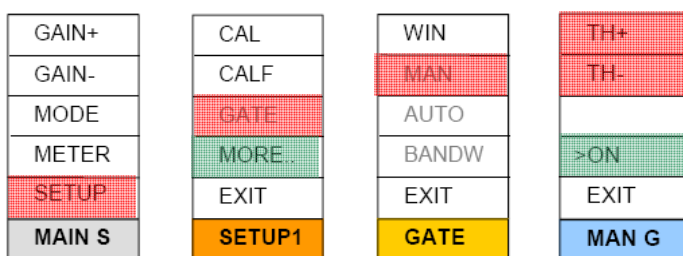 GAIN+
GAIN-
MODE
METER
SETUP
MAIN S
CAL
CALF
GATE
MORE..
EXIT
SETUP1
WIN
MAN
AUTO
BANDW
EXIT
GATE
TH+
TH-
>ON
EXIT
MAN G